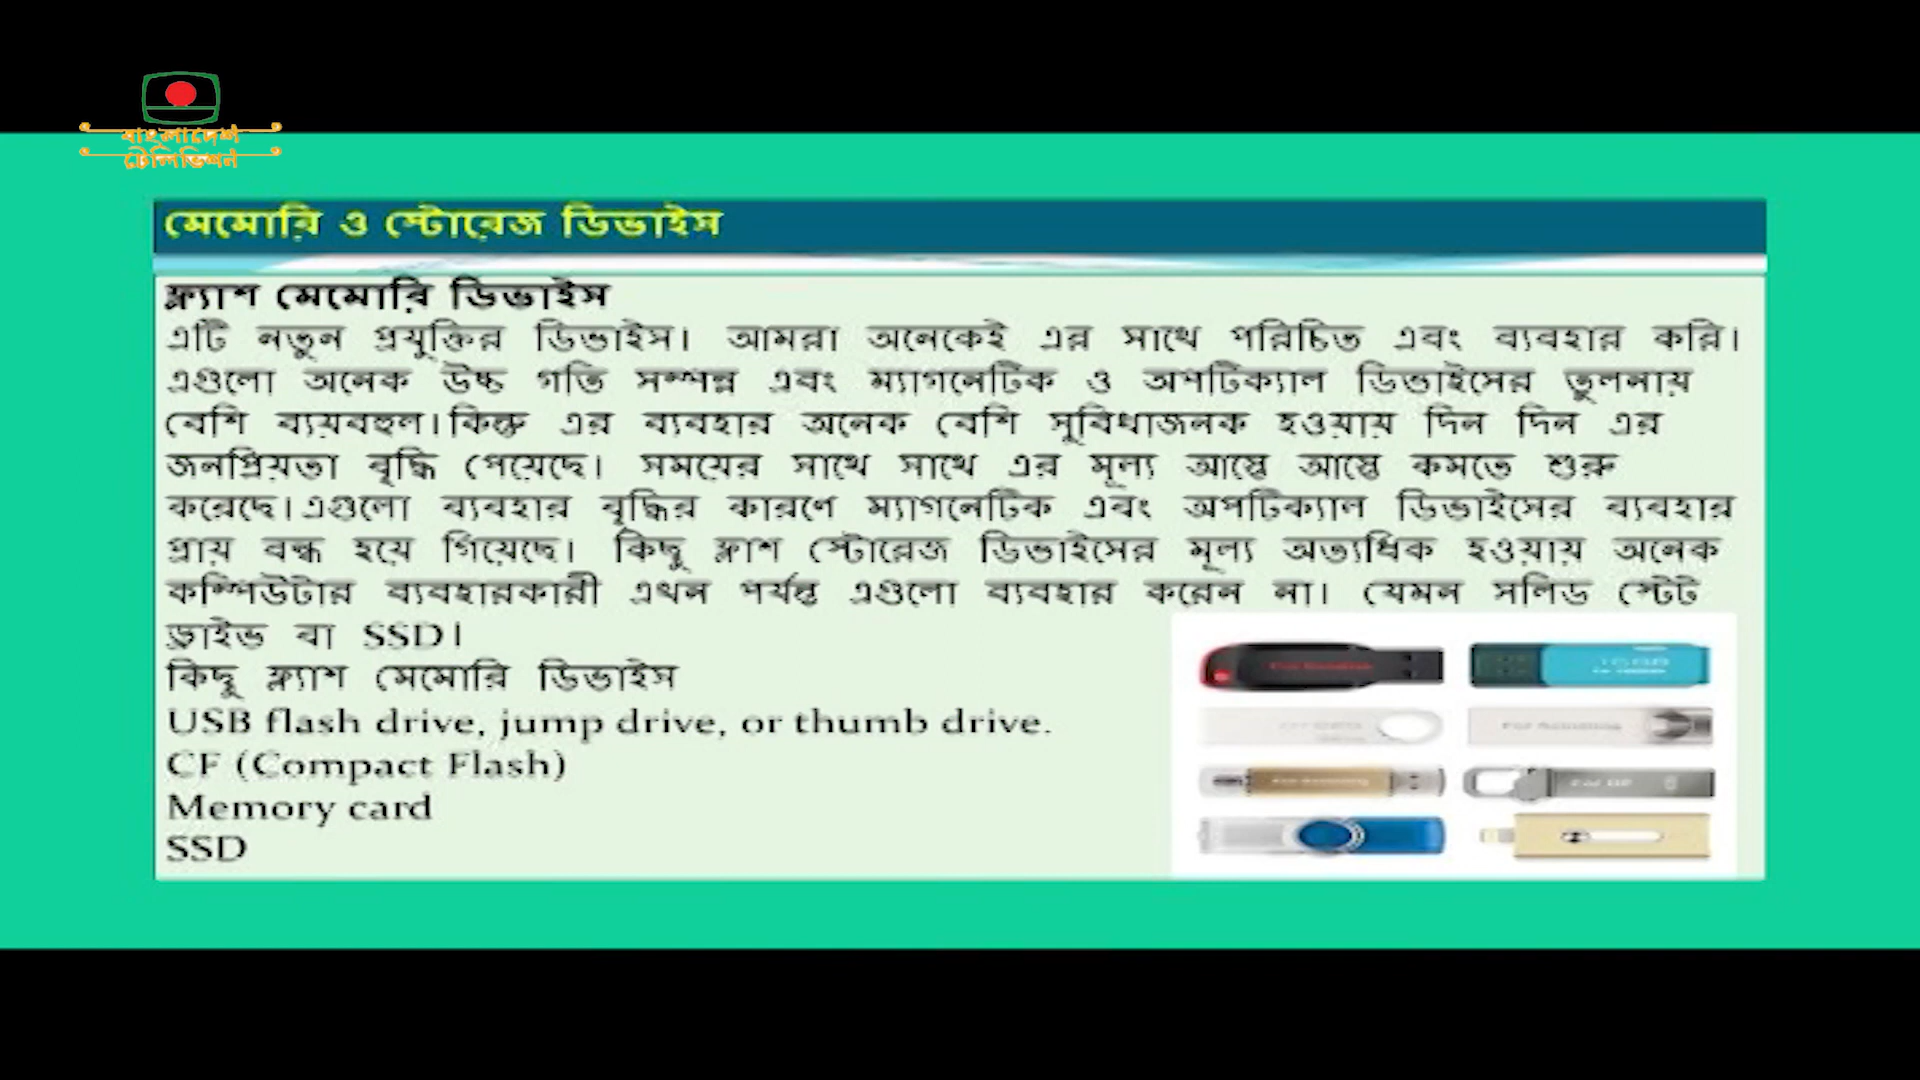 বাংলাদেশ
টেলিভিশন
মেমোরি ও স্টোরেজ ডিভাইস
ফ্ল্যাশ মেমোরি ডিভাইস
এটি নতুন প্রযুক্তির ডিভাইস। আমরা অনেকেই এর সাথে পরিচিত এবং ব্যবহার করি।
এগুলো অনেক উচ্চ গতি সম্পন্ন এবং ম্যাগনেটিক ও অপটিক্যাল ডিভাইসের তুলনায়
বেশি ব্যয়বহুল। কিন্তু এর ব্যবহার অনেক বেশি সুবিধাজনক হওয়ায় দিন দিন এর
জনপ্রিয়তা বৃদ্ধি পেয়েছে। সময়ের সাথে সাথে এর মূল্য আস্তে আস্তে কমতে শুরু
করেছে। এগুলো ব্যবহার বৃদ্ধির কারণে ম্যাগনেটিক এবং অপটিক্যাল ডিভাইসের ব্যবহার
প্রায় বন্ধ হয়ে গিয়েছে। কিছু ফ্লাশ স্টোরেজ ডিভাইসের মূল্য অত্যধিক হওয়ায় অনেক
কম্পিউটার ব্যবহারকারী এখন পর্যন্ত এগুলো ব্যবহার করেন না। যেমন সলিড স্টেট
ড্রাইভ বা SSD।
কিছু ফ্ল্যাশ মেমোরি ডিভাইস
USB flash drive, jump drive, or thumb drive.
CF (Compact Flash)
Memory card
SSD